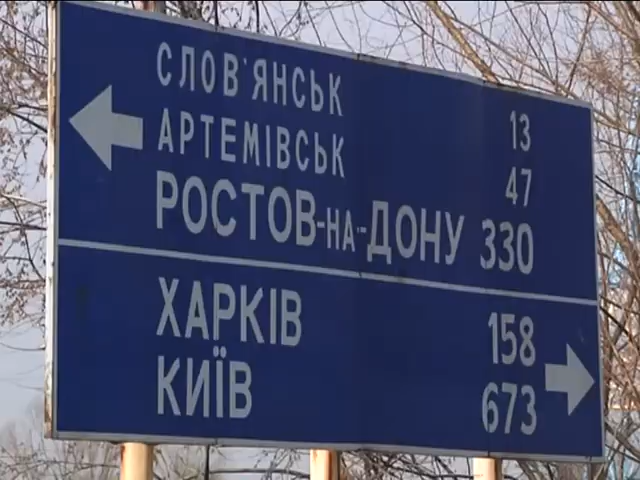 СЛОВ'ЯНСЬК 13
АРТЕМІВСЬК 47
РОСТОВ-НА-ДОНУ 330
ХАРКІВ 158
КИЇВ 673